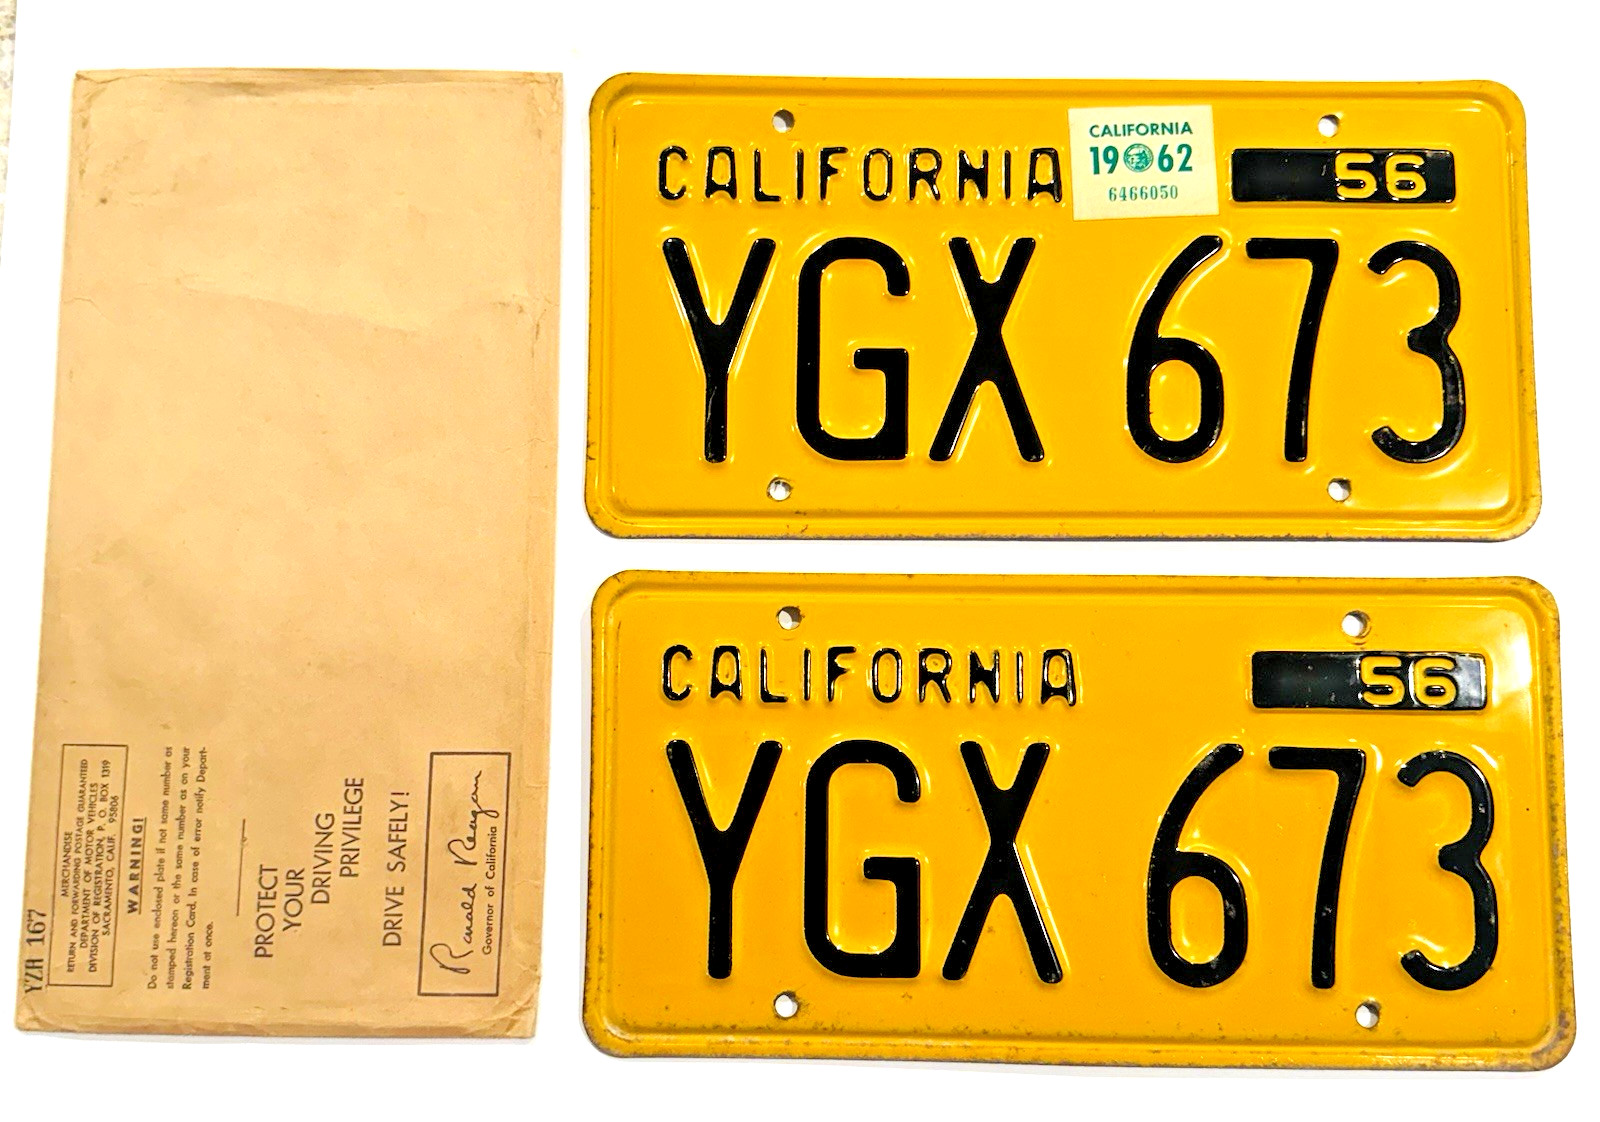 YZA 167
MERCHANDISE
RETURN AND FORWARDING POSTAGE GUARANTEED
DEPARTMENT OF MOTOR VEHICLES
DIVISION OF REGISTRATION, P. O. BOX 1319
SACRAMENTO, CALIF. 95806
WARNING!
Do not use enclosed plate if not same number as
stamped hereon or the same number as on your
Registration Card. In case of error notify Depart-
ment at once.
PROTECT
YOUR
DRIVING
PRIVILEGE
DRIVE SAFELY!
Ronald Reagan
Governor of California
CALIFORNIA
CALIFORNIA
19 62
6466050
56
YGX 673
CALIFORNIA
56
YGX 673